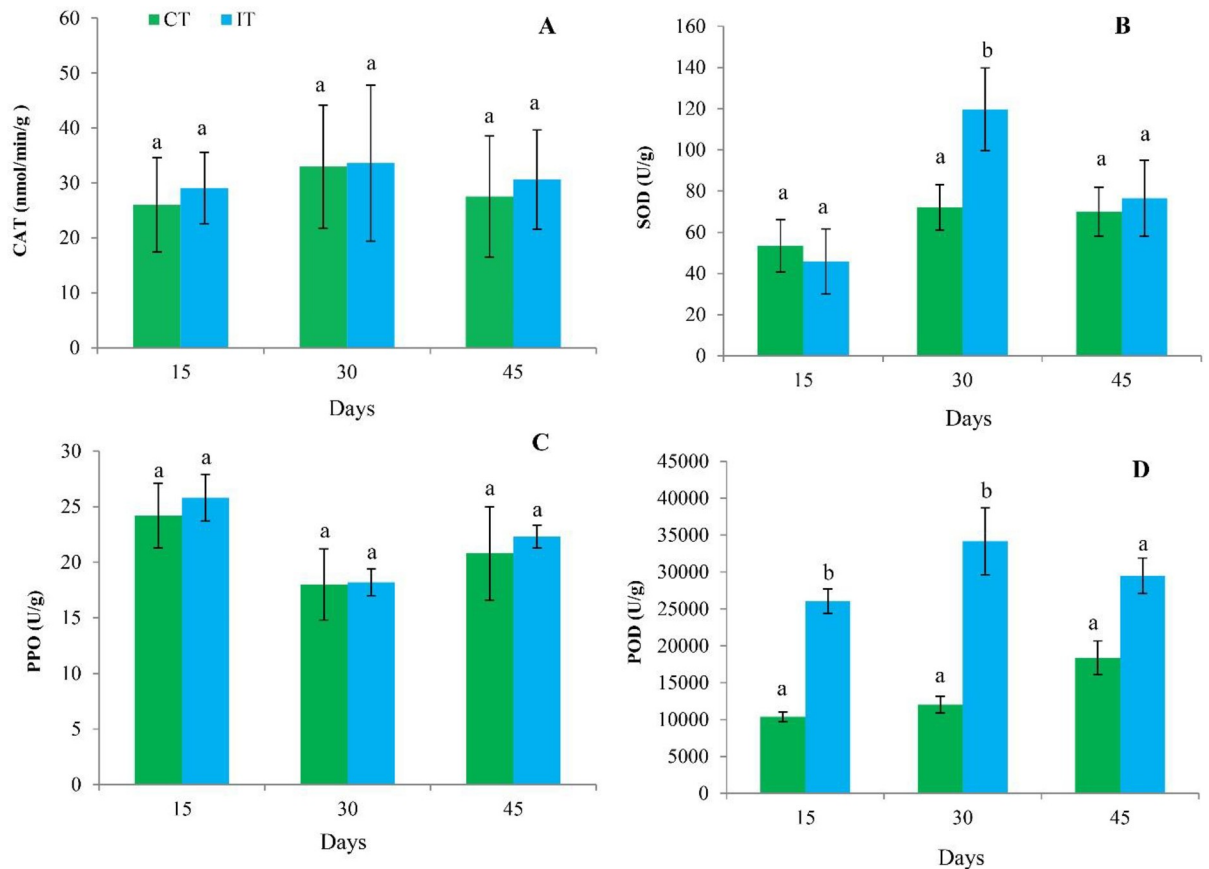 CT IT
A
CAT (nmol/min/g )
60
50
40
30
20
10
0
a a a a a a
15 30 45
Days
B
SOD (U/g)
160
140
120
100
80
60
40
20
0
a a a b a a
15 30 45
Days
C
PPO (U/g)
30
25
20
15
10
5
0
a a a a a a
15 30 45
Days
D
POD (U/g)
45000
40000
35000
30000
25000
20000
15000
10000
5000
0
a b a b a a
15 30 45
Days